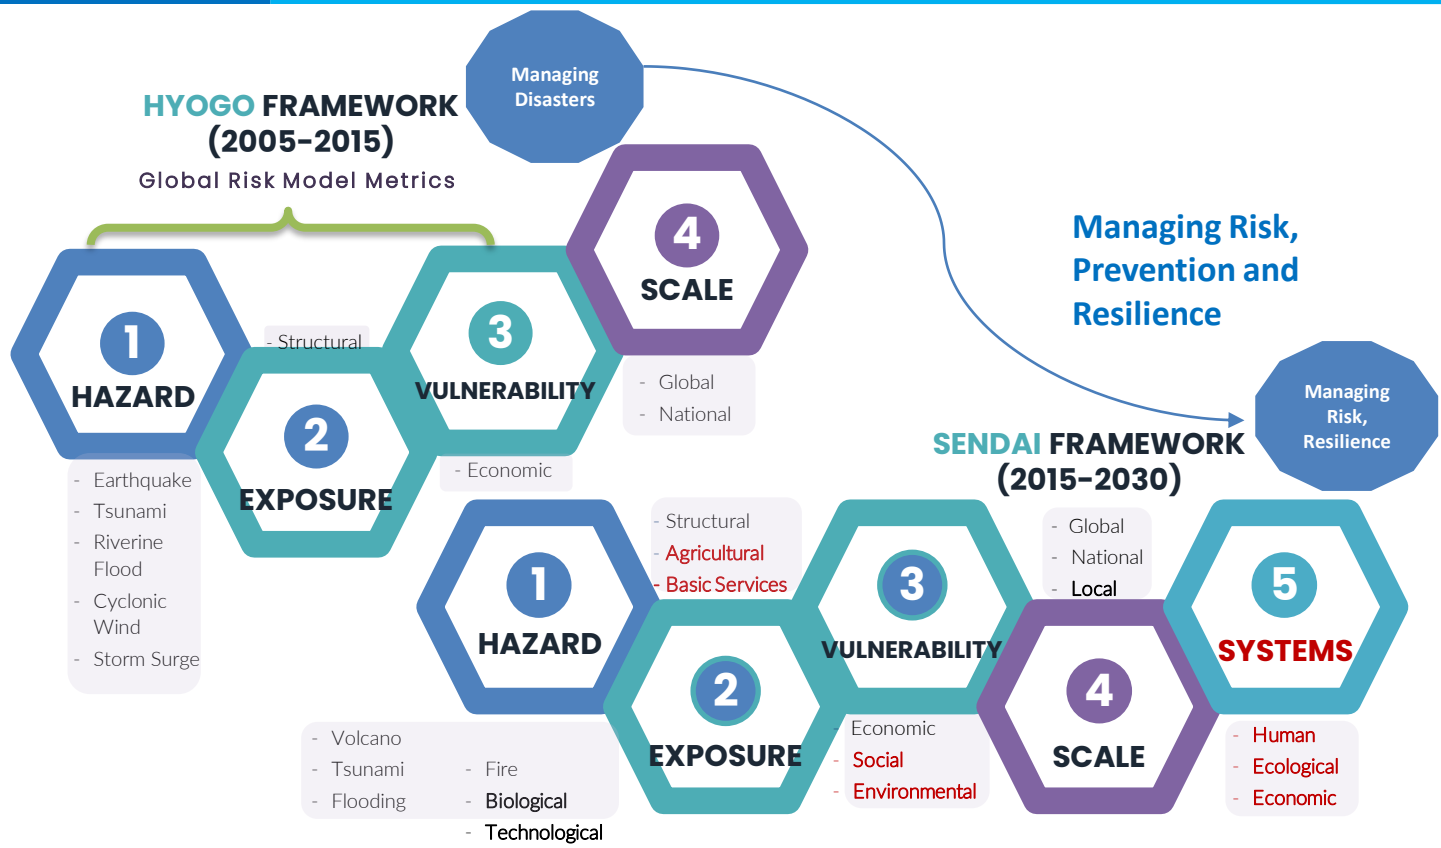 Managing
Disasters
HYOGO FRAMEWORK
(2005-2015)
Global Risk Model Metrics
1
HAZARD
- Earthquake
- Tsunami
- Riverine
Flood
- Cyclonic
Wind
- Storm Surge
- Structural
2
EXPOSURE
3
VULNERABILITY
- Economic
4
SCALE
- Global
- National
Managing Risk,
Prevention and
Resilience
Managing
Risk,
Resilience
SENDAI FRAMEWORK
(2015-2030)
1
HAZARD
- Volcano
- Tsunami
- Flooding
- Fire
- Biological
- Technological
- Structural
- Agricultural
- Basic Services
2
EXPOSURE
3
VULNERABILITY
- Economic
- Social
- Environmental
- Global
- National
- Local
4
SCALE
5
SYSTEMS
- Human
- Ecological
- Economic